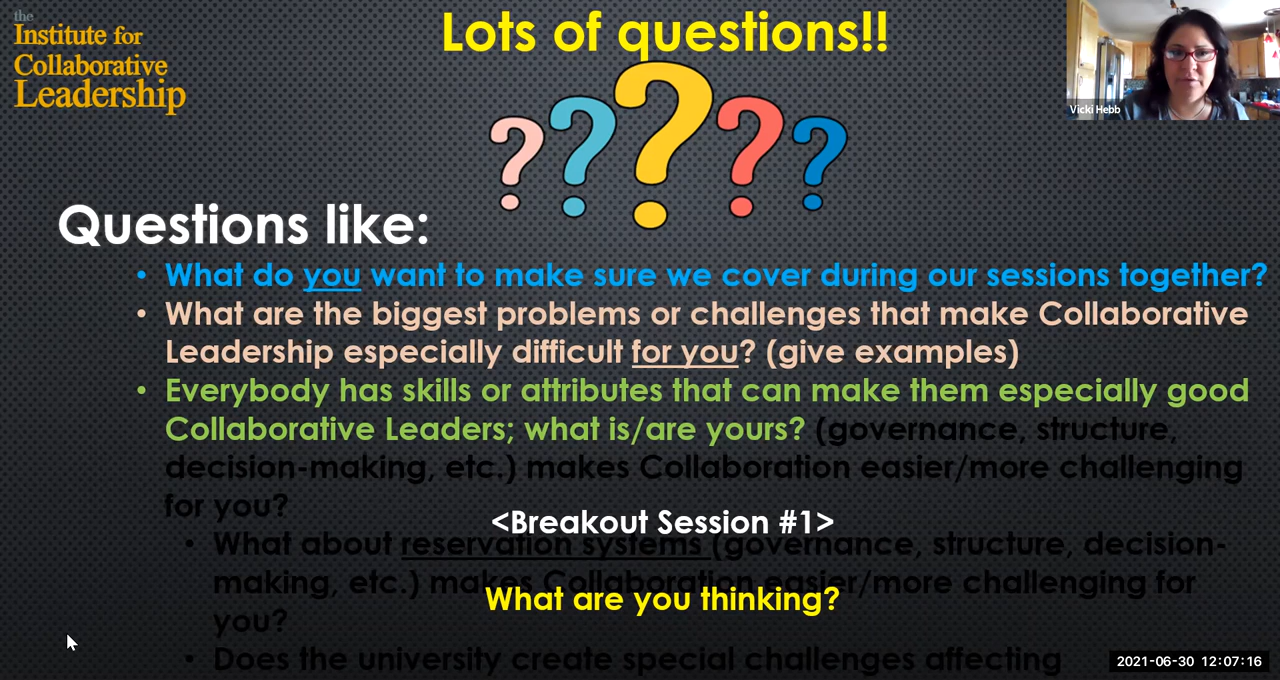 the
Institute for
Collaborative
Leadership
Lots of questions!!
? ? ? ? ?
Vicki Hebb
Questions like:
• What do you want to make sure we cover during our sessions together?
• What are the biggest problems or challenges that make Collaborative
Leadership especially difficult for you? (give examples)
• Everybody has skills or attributes that can make them especially good
Collaborative Leaders; what is/are yours? (governance, structure,
decision-making, etc.) makes Collaboration easier/more challenging
for you?
<Breakout Session #1>
• What about reservation systems (governance, structure, decision-
making, etc.) makes Collaboration easier/more challenging for
What are you thinking?
you?
• Does the university create special challenges affecting
2021-06-30 12:07:16